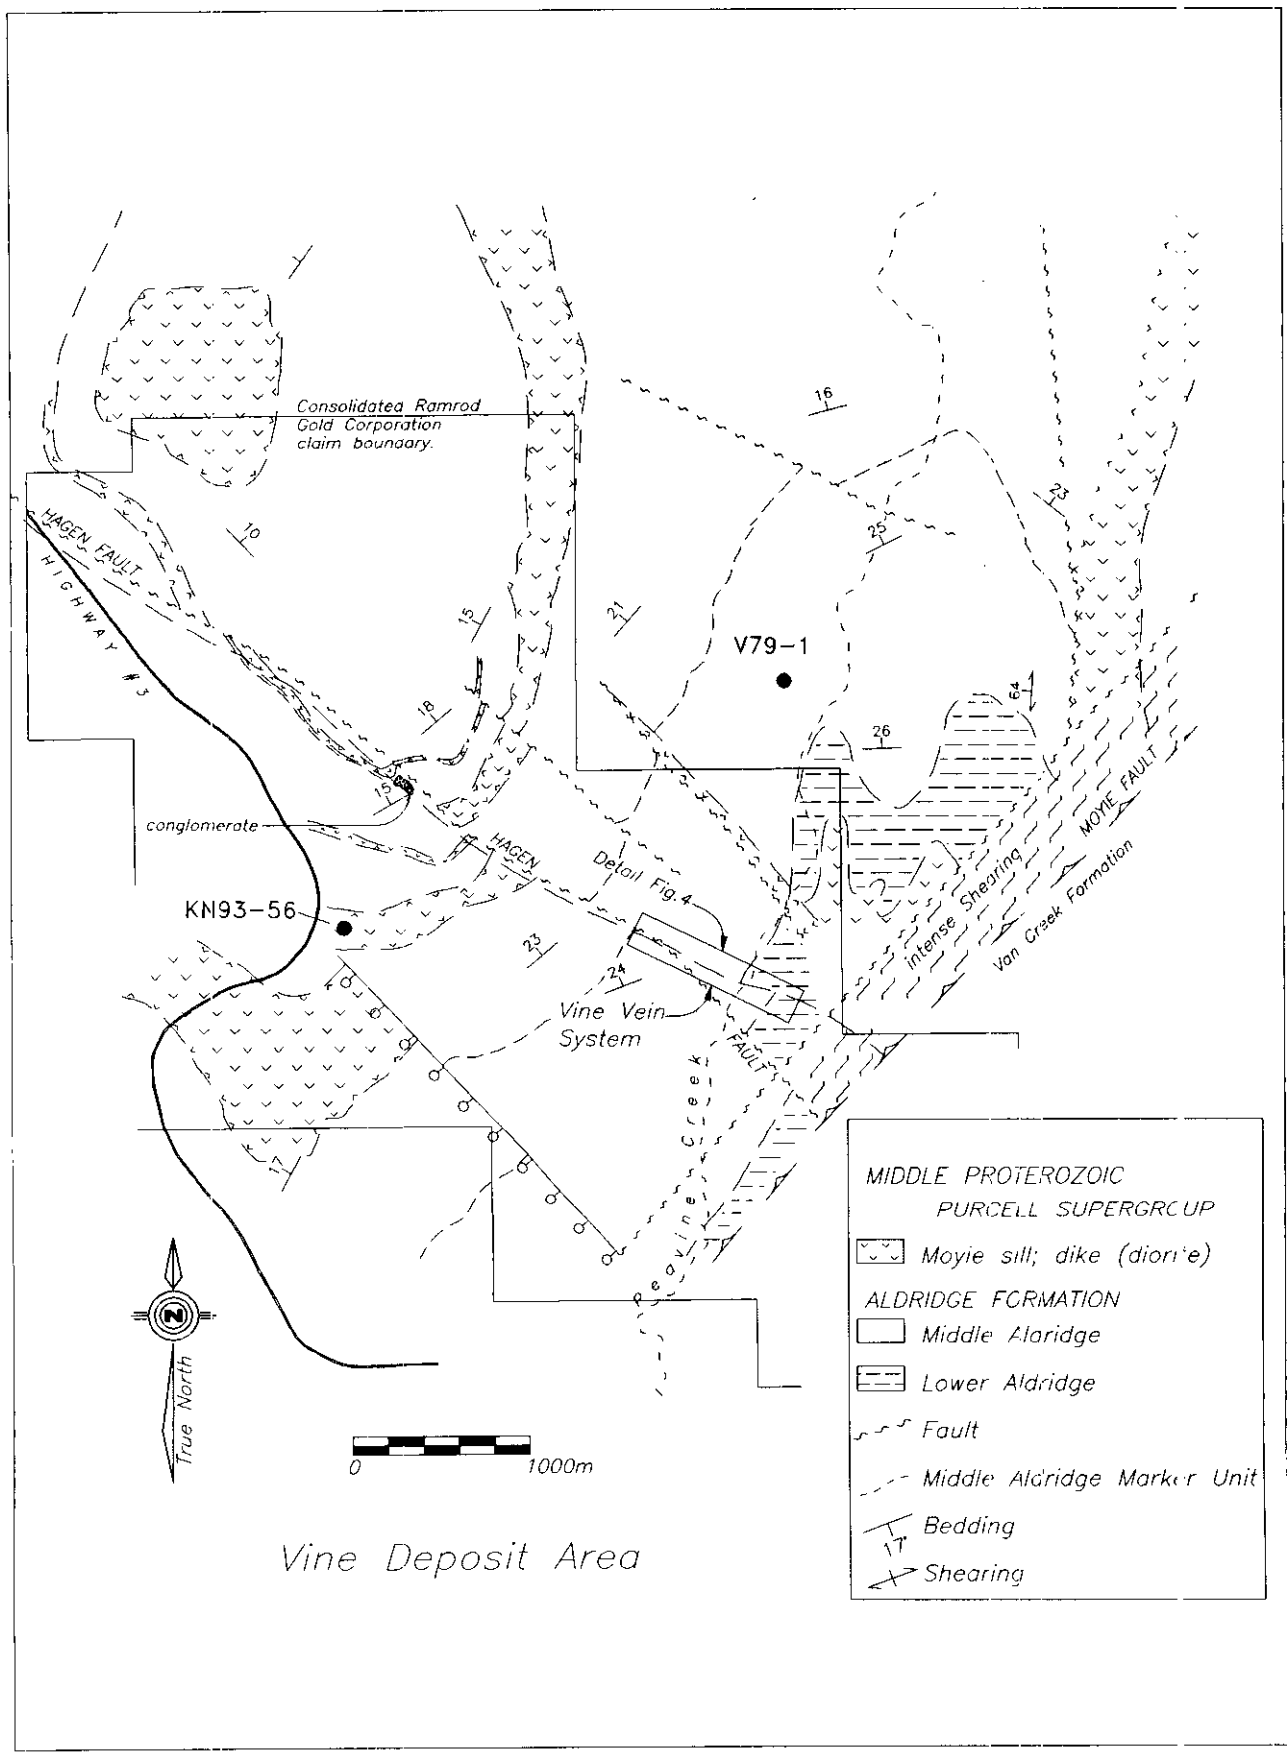 16
Consolidated Ramrod
Gold Corporation
claim boundary.
23
HAGEN FAULT
10
25
HIGHWAY #3
15
21
V79-1
64
18
26
15
MOYIE FAULT
conglomerate
HAGEN
Detail Fig.4
intense Shearing
Van Creek Formation
KN93-56
23
24
Vine Vein
System
FAULT
Peavine Creek
17
MIDDLE PROTEROZOIC
PURCELL SUPERGROUP
Moyie sill; dike (diorite)
ALDRIDGE FORMATION
Middle Aldridge
Lower Aldridge
Fault
Middle Aldridge Marker Unit
Bedding
17°
Shearing
N
True North
0 1000m
Vine Deposit Area